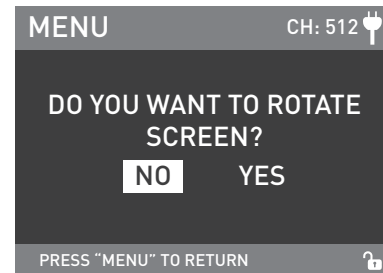 MENU CH: 512
DO YOU WANT TO ROTATE
SCREEN?
NO YES
PRESS “MENU” TO RETURN